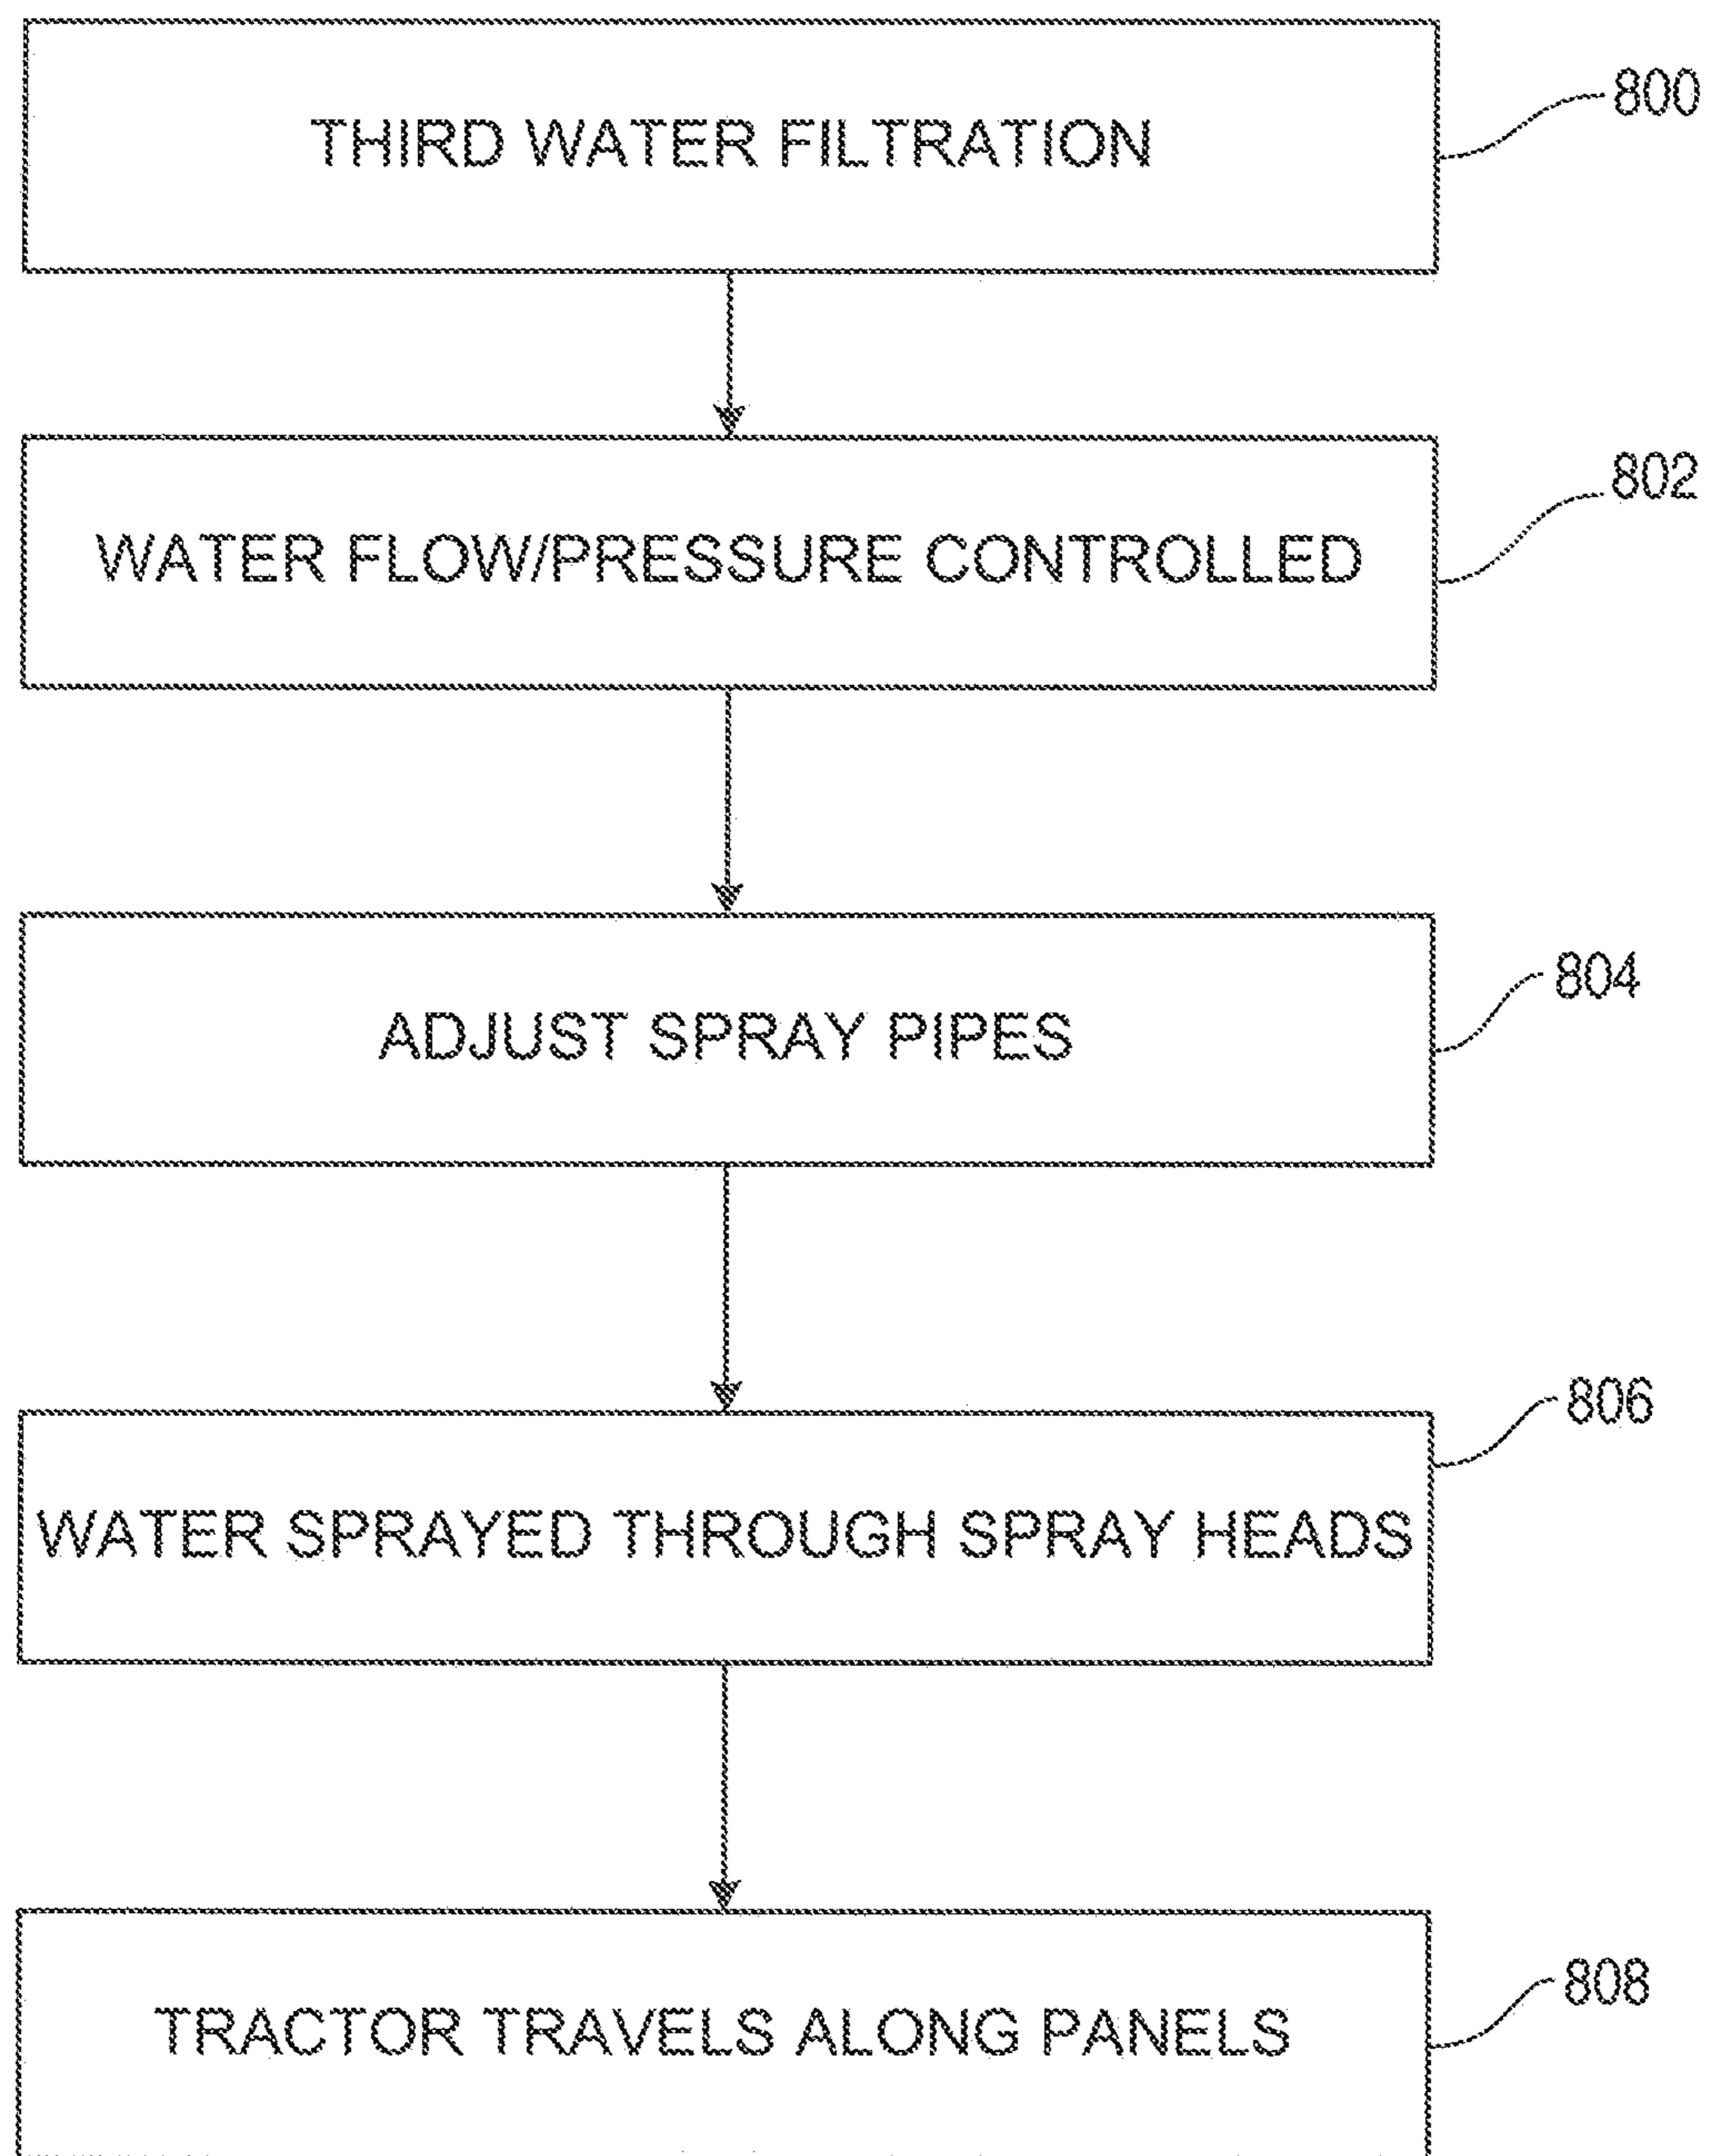 THIRD WATER FILTRATION
800
WATER FLOW/PRESSURE CONTROLLED
802
ADJUST SPRAY PIPES
804
WATER SPRAYED THROUGH SPRAY HEADS
806
TRACTOR TRAVELS ALONG PANELS
808